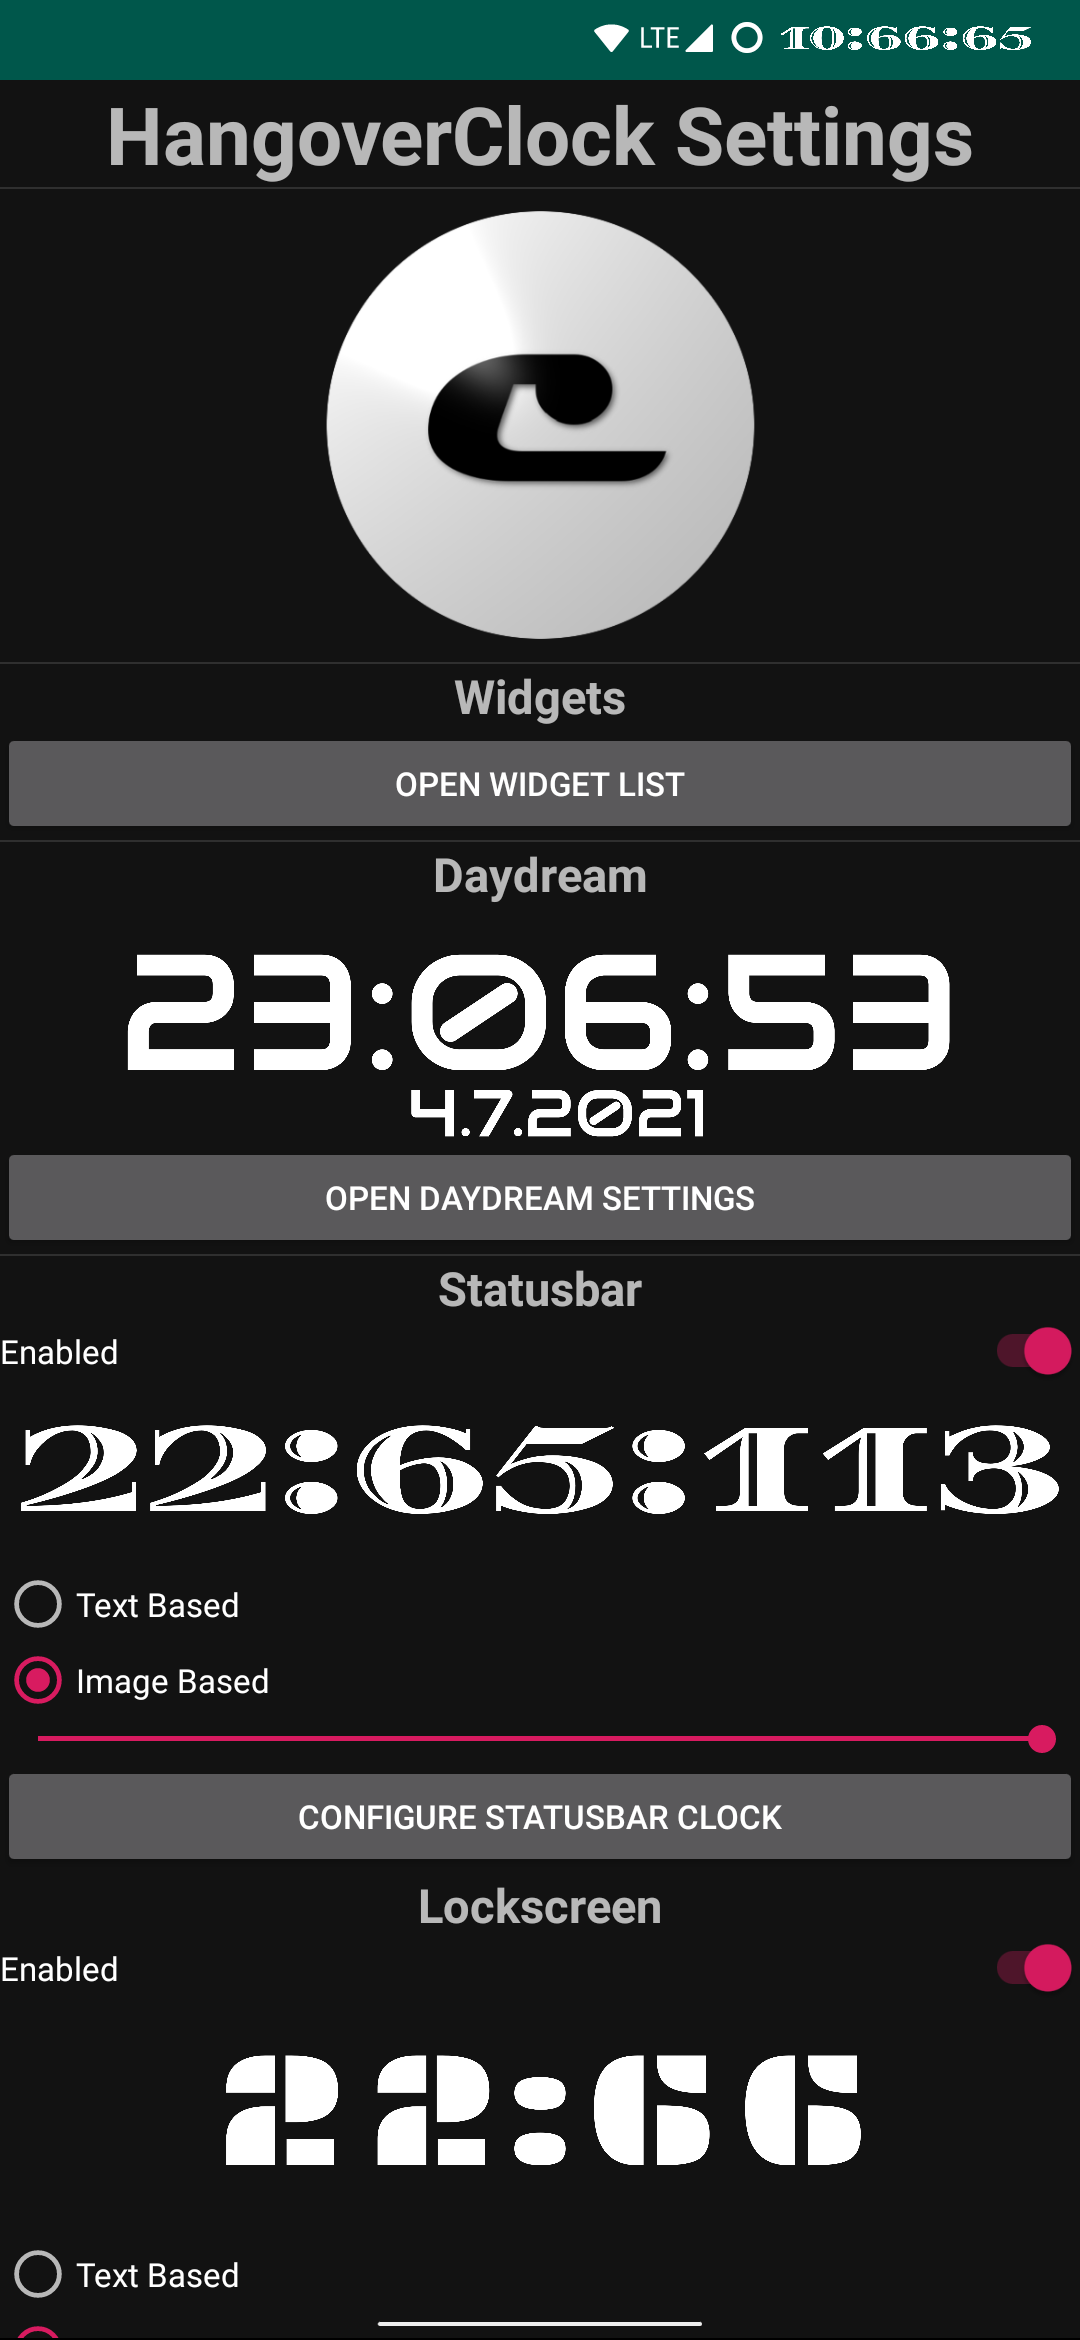 LTE 10:66:65
HangoverClock Settings
e
Widgets
OPEN WIDGET LIST
Daydream
23:06:53
4.7.2021
OPEN DAYDREAM SETTINGS
Statusbar
Enabled
22:65:113
Text Based
Image Based
CONFIGURE STATUSBAR CLOCK
Lockscreen
Enabled
22:66
Text Based